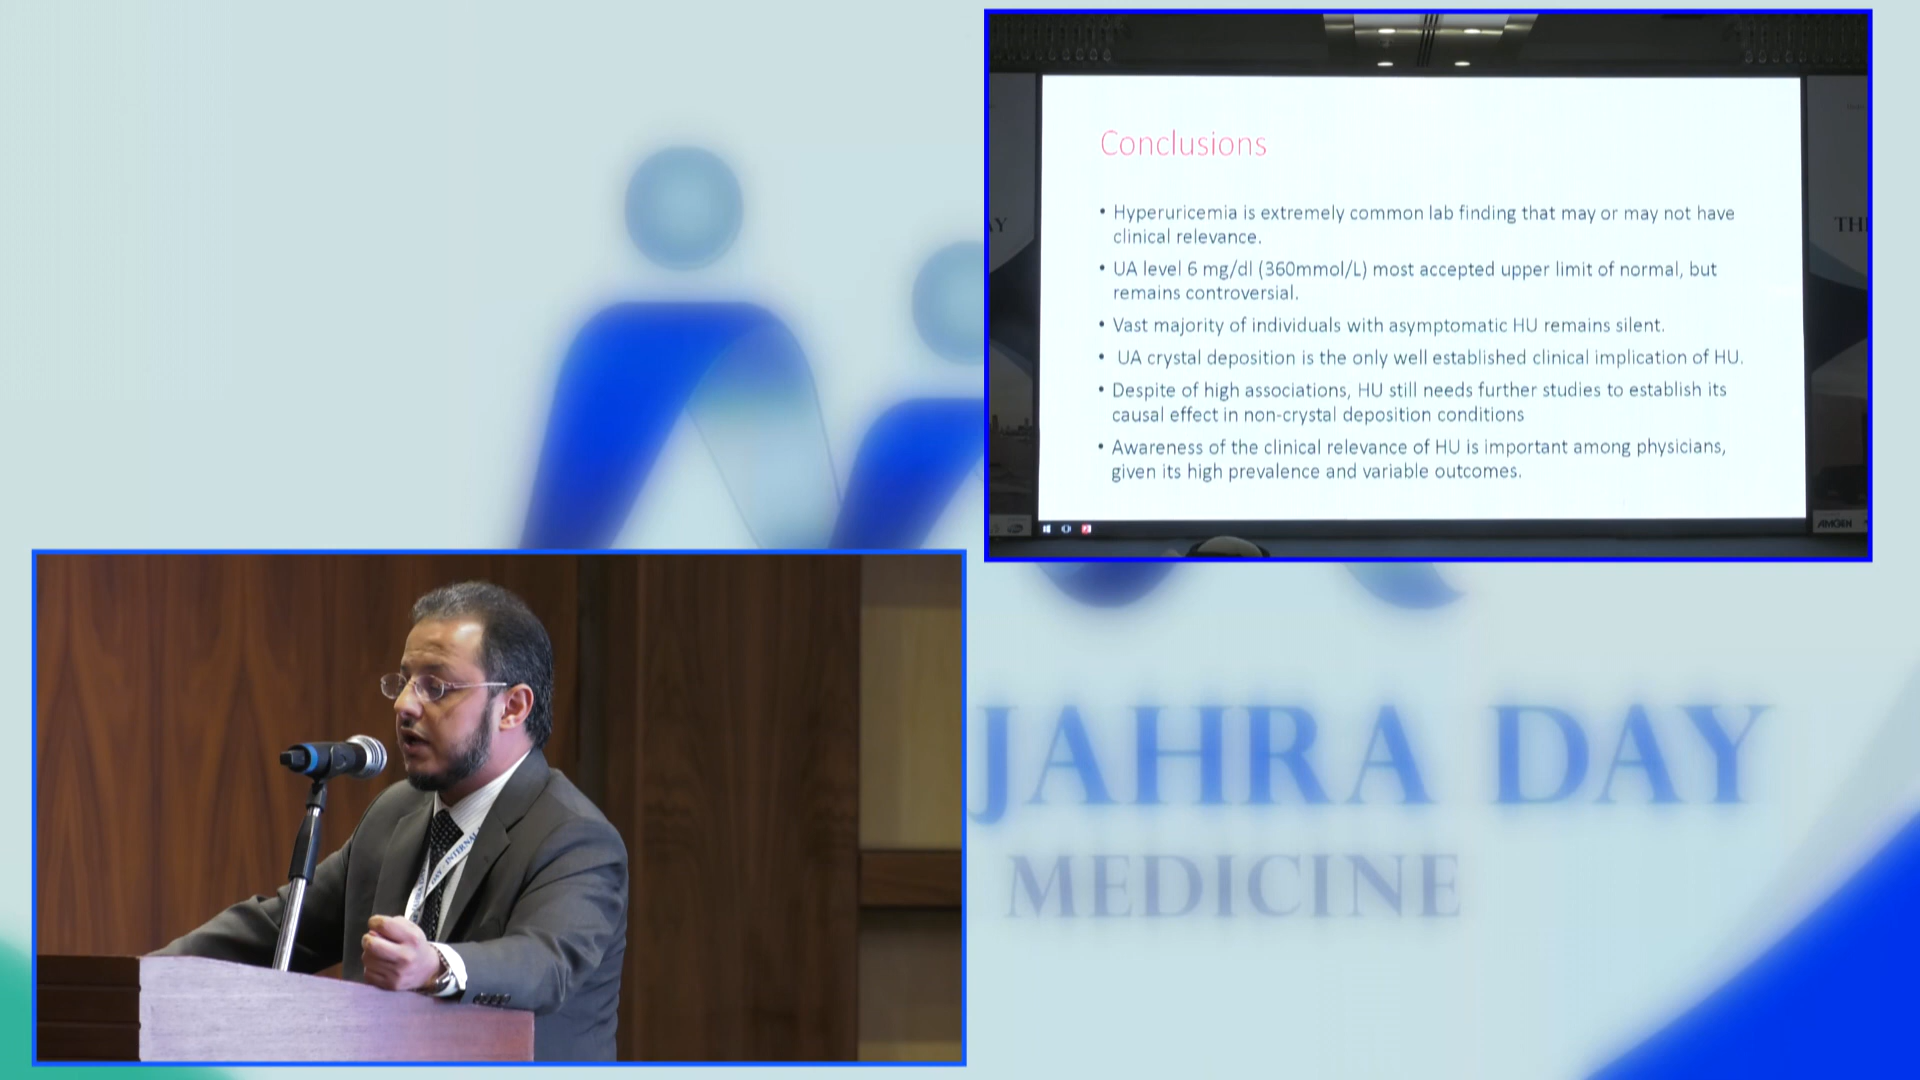 Conclusions
• Hyperuricemia is extremely common lab finding that may or may not have
clinical relevance.
• UA level 6 mg/dl (360mmol/L) most accepted upper limit of normal, but
remains controversial.
• Vast majority of individuals with asymptomatic HU remains silent.
• UA crystal deposition is the only well established clinical implication of HU.
• Despite of high associations, HU still needs further studies to establish its
causal effect in non-crystal deposition conditions
• Awareness of the clinical relevance of HU is important among physicians,
given its high prevalence and variable outcomes.
AY
TH
AMGEN
JAHRA DAY
MEDICINE